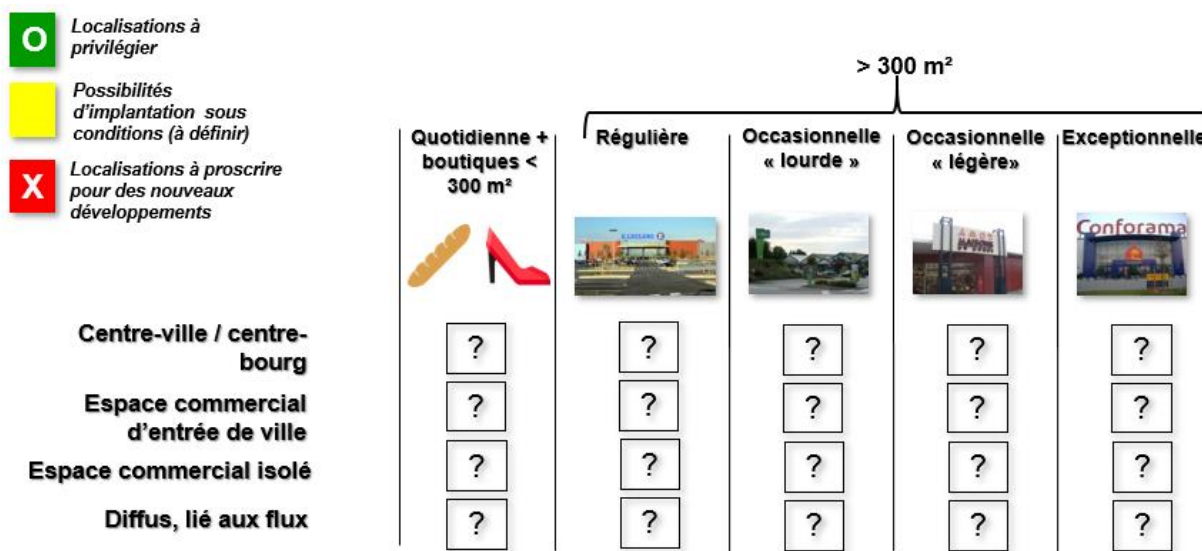 O
Localisations à
privilégier
Possibilités
d'implantation sous
conditions (à définir)
X
Localisations à proscrire
pour des nouveaux
développements
> 300 m²
Quotidienne +
boutiques <
300 m²
Régulière
Occasionnelle
« lourde »
Occasionnelle
« légère»
Exceptionnelle
E.LECLERC
Conforama
Centre-ville / centre-
bourg
? ? ? ? ?
Espace commercial
d'entrée de ville
? ? ? ? ?
Espace commercial isolé
? ? ? ? ?
Diffus, lié aux flux
? ? ? ? ?